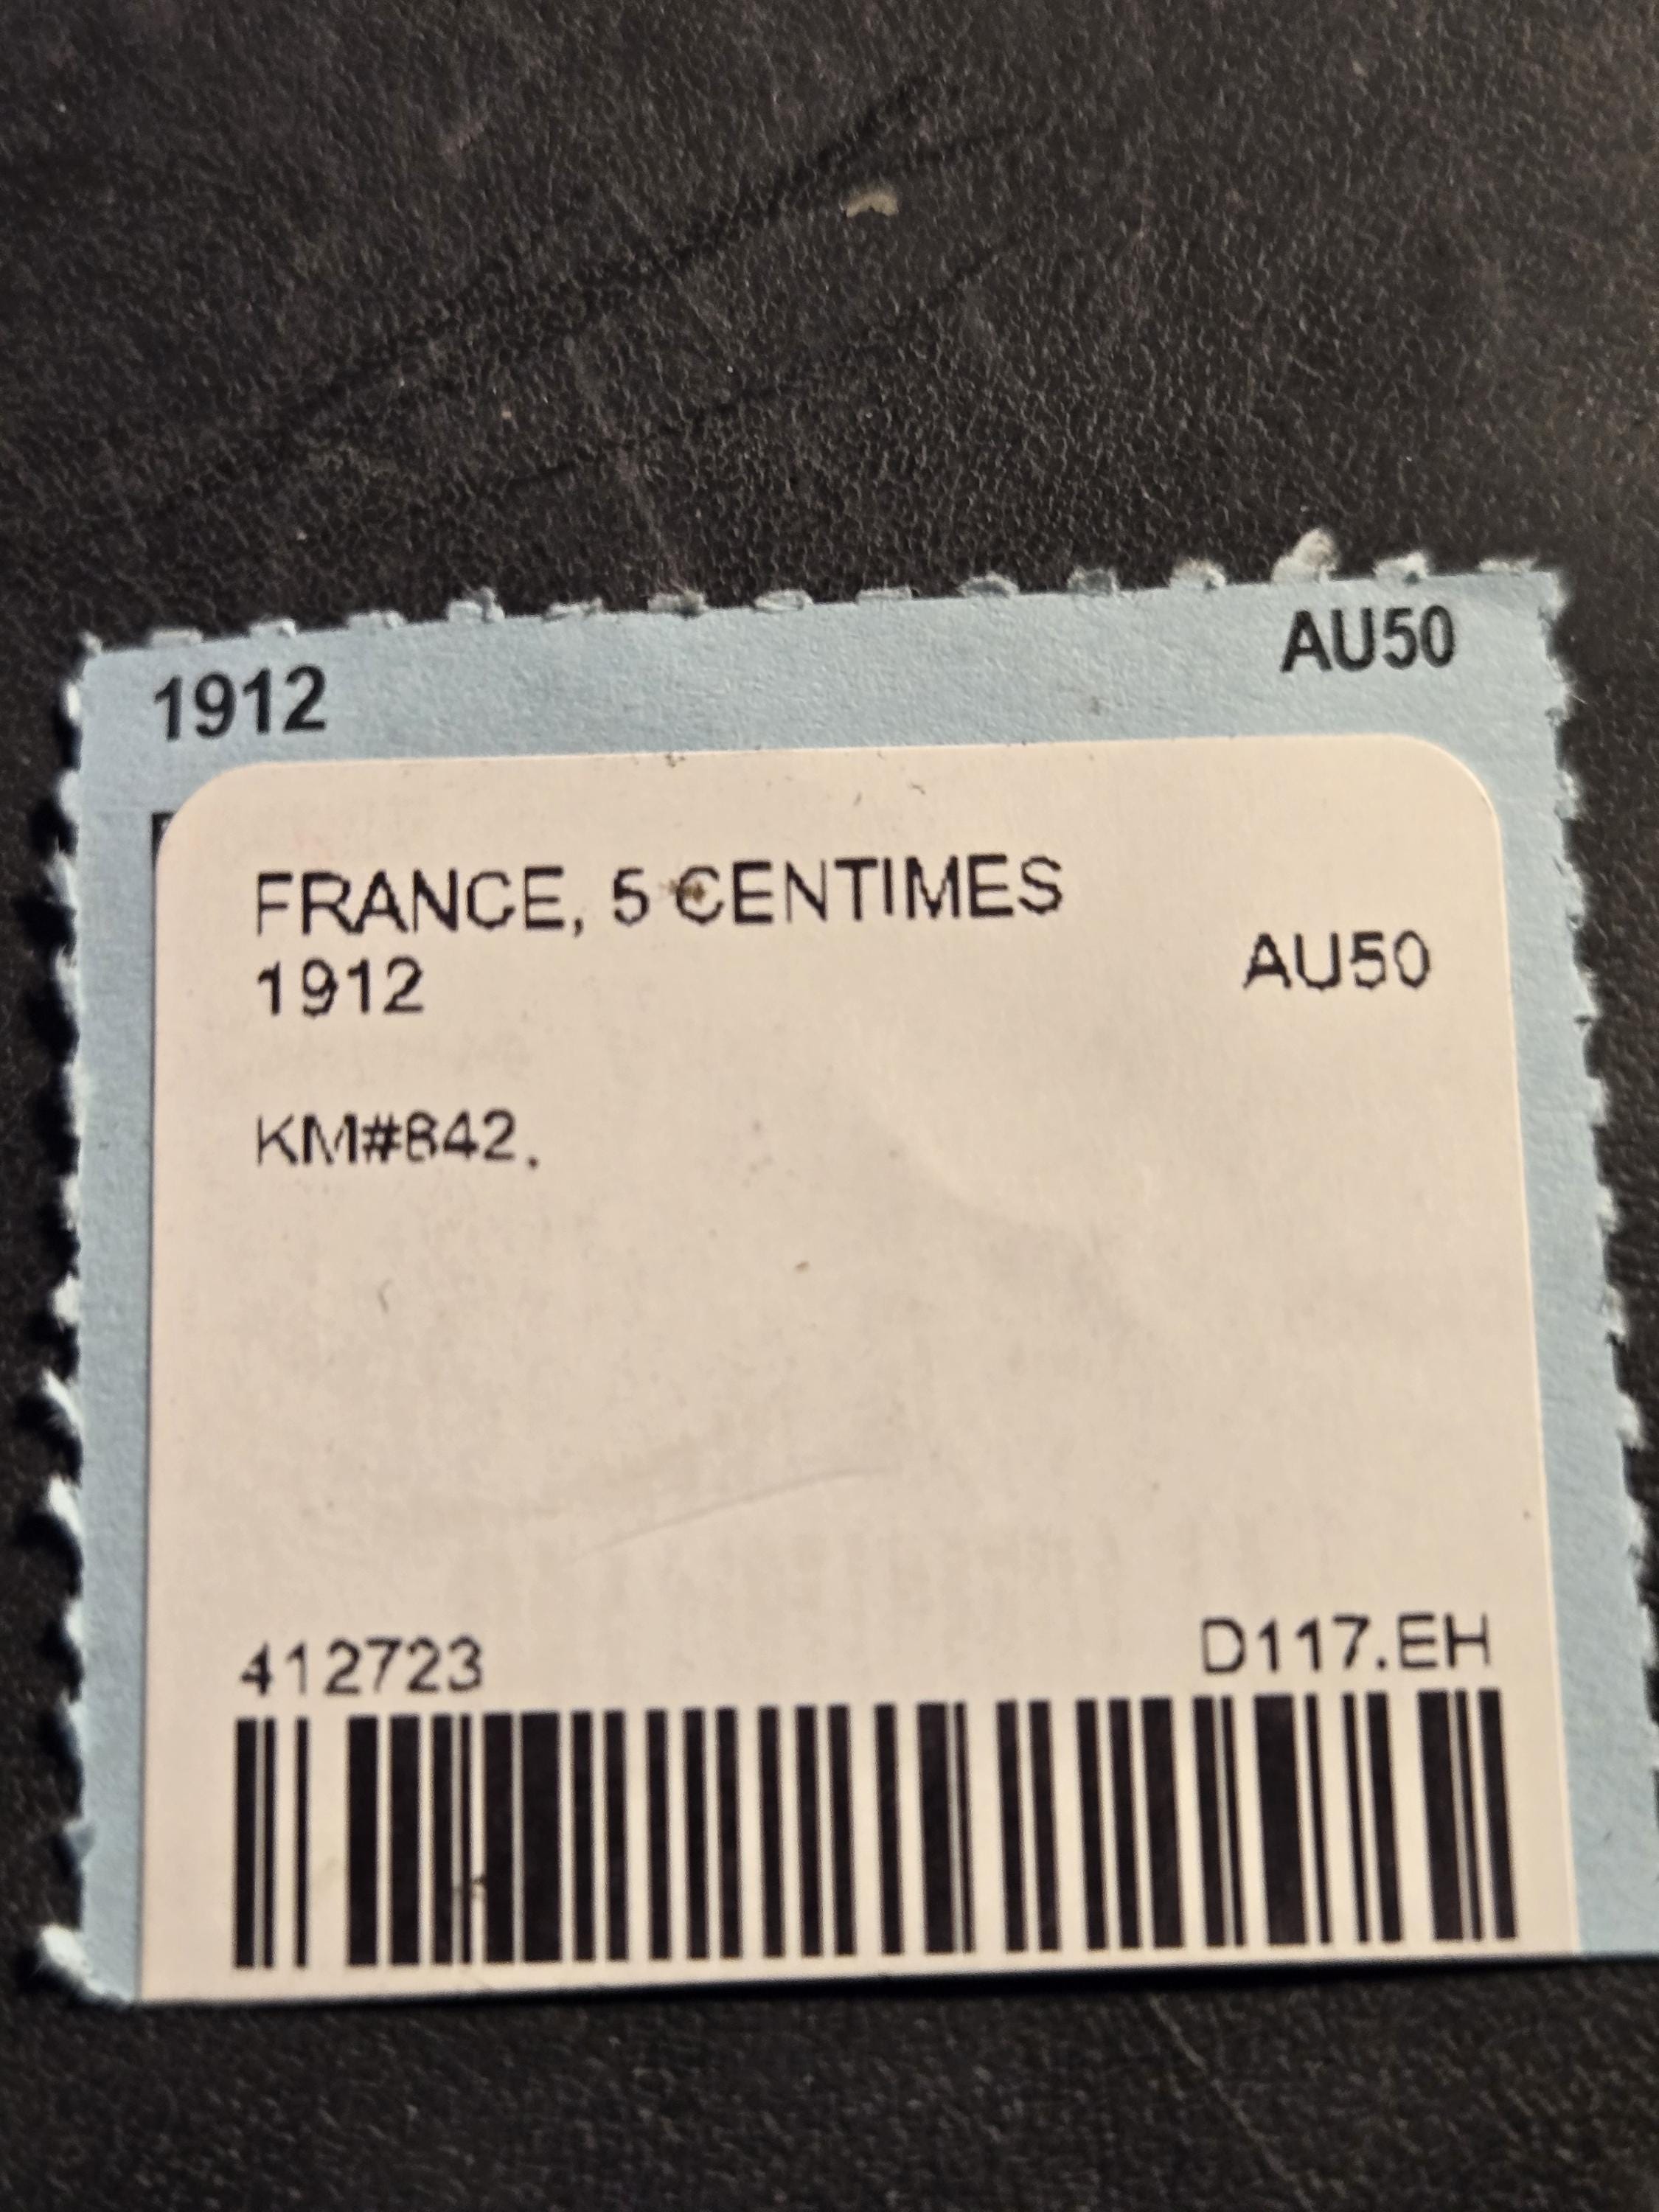 1912 AU50
FRANCE, 5 CENTIMES
1912 AU50
KM#842.
412723 D117.EH